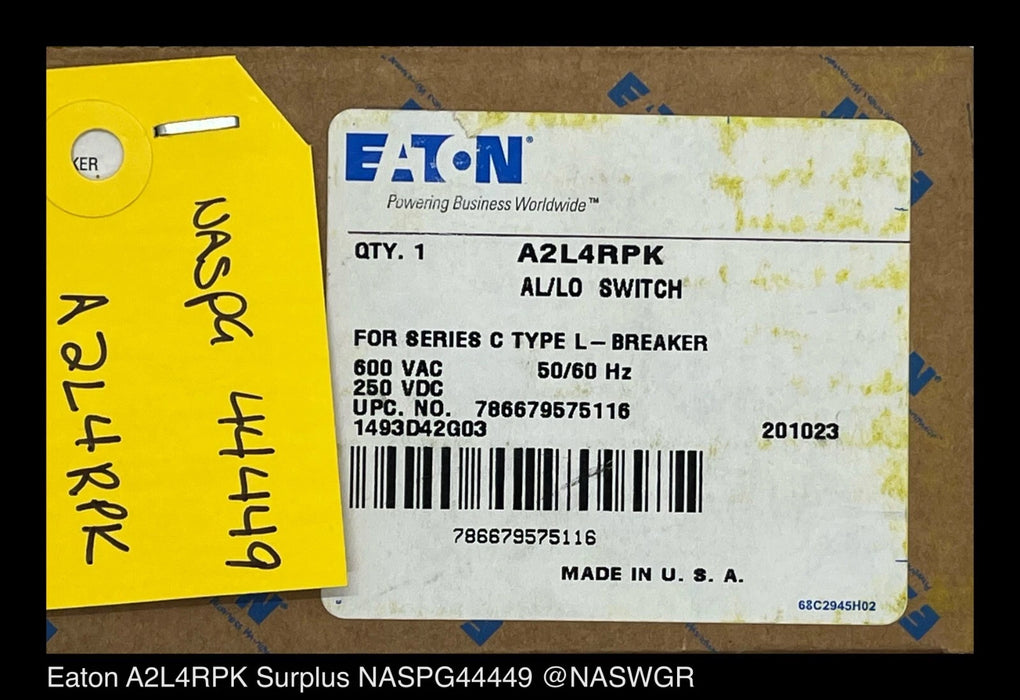 KER
NASPG 44449
A2L4RPK
EATON®
Powering Business Worldwide™
QTY. 1 A2L4RPK
AL/LO SWITCH
FOR SERIES C TYPE L-BREAKER
600 VAC 50/60 Hz
250 VDC
UPC. NO. 786679575116
1493D42G03 201023
786679575116
MADE IN U. S. A.
68C2945H02
Eaton A2L4RPK Surplus NASPG44449 @NASWGR